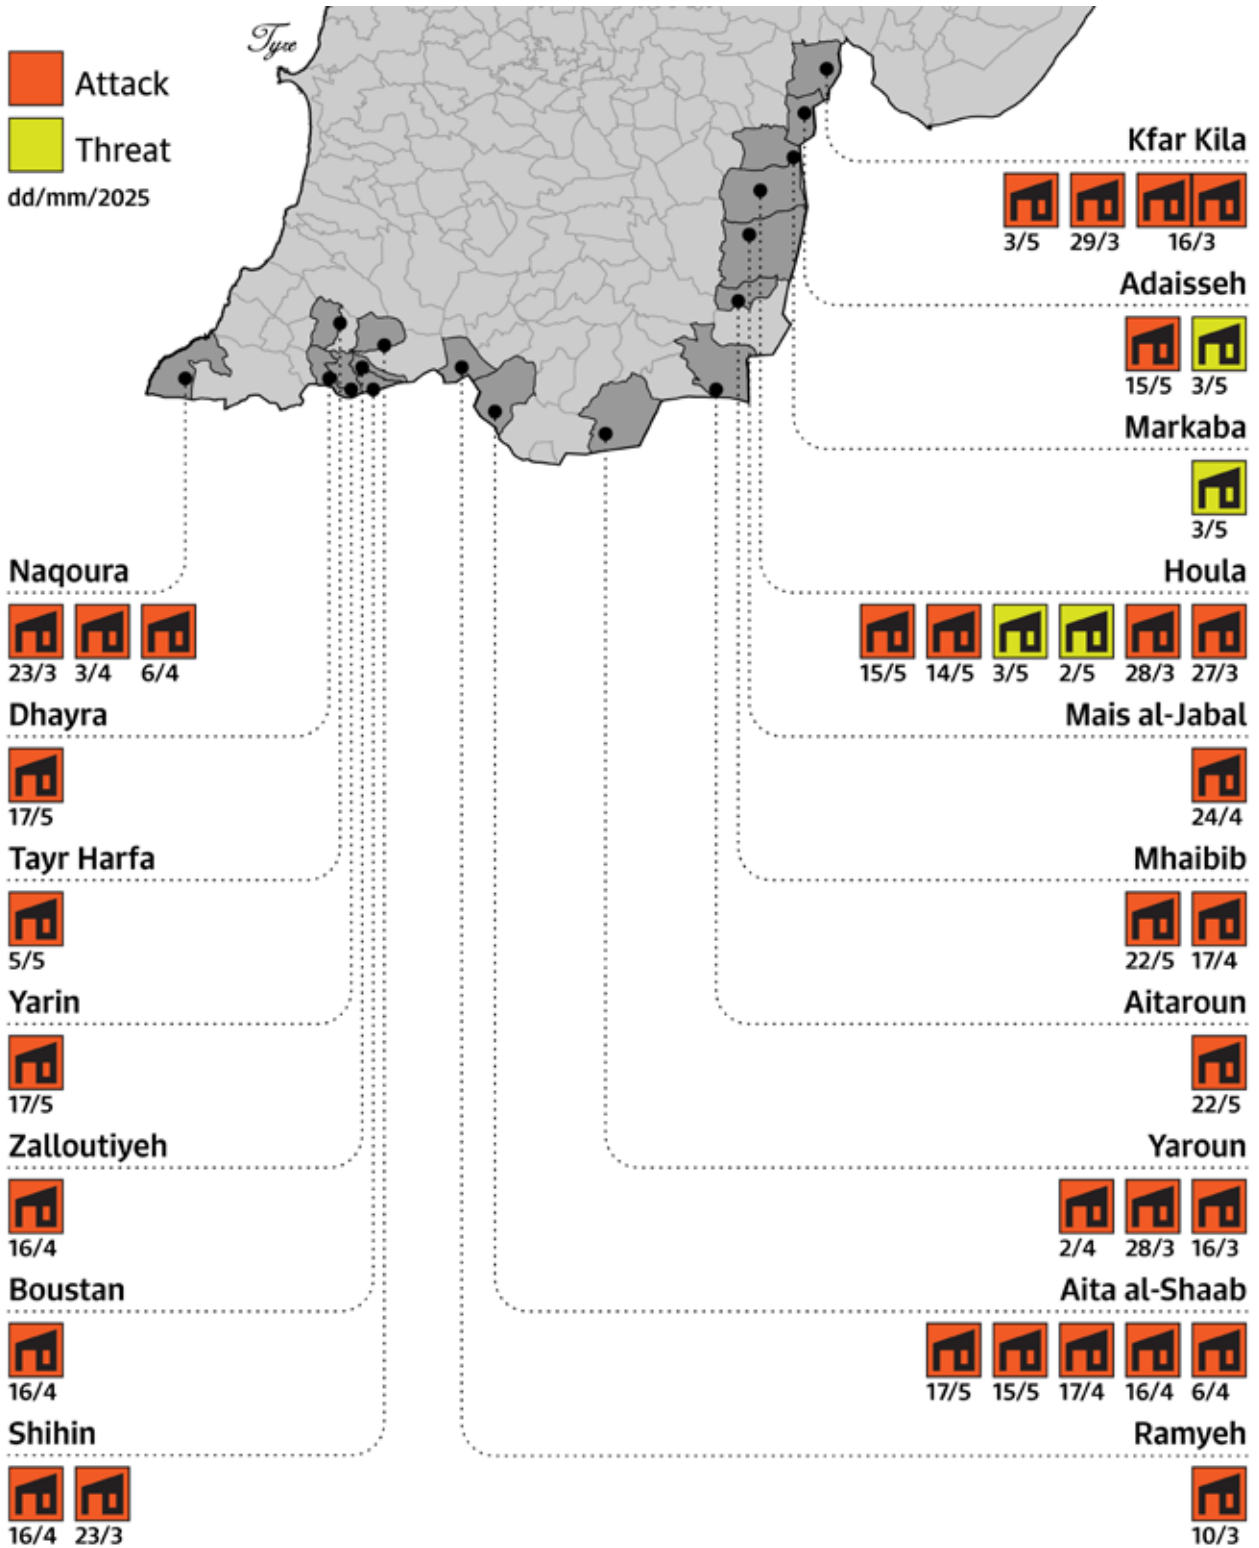 Tyre
Attack
Threat
dd/mm/2025
Kfar Kila
3/5 29/3 16/3
Adaisseh
15/5 3/5
Markaba
3/5
Houla
15/5 14/5 3/5 2/5 28/3 27/3
Mais al-Jabal
24/4
Mhaibib
22/5 17/4
Aitaroun
22/5
Yaroun
2/4 28/3 16/3
Aita al-Shaab
17/5 15/5 17/4 16/4 6/4
Ramyeh
10/3
Naqoura
23/3 3/4 6/4
Dhayra
17/5
Tayr Harfa
5/5
Yarin
17/5
Zalloutiyeh
16/4
Boustan
16/4
Shihin
16/4 23/3